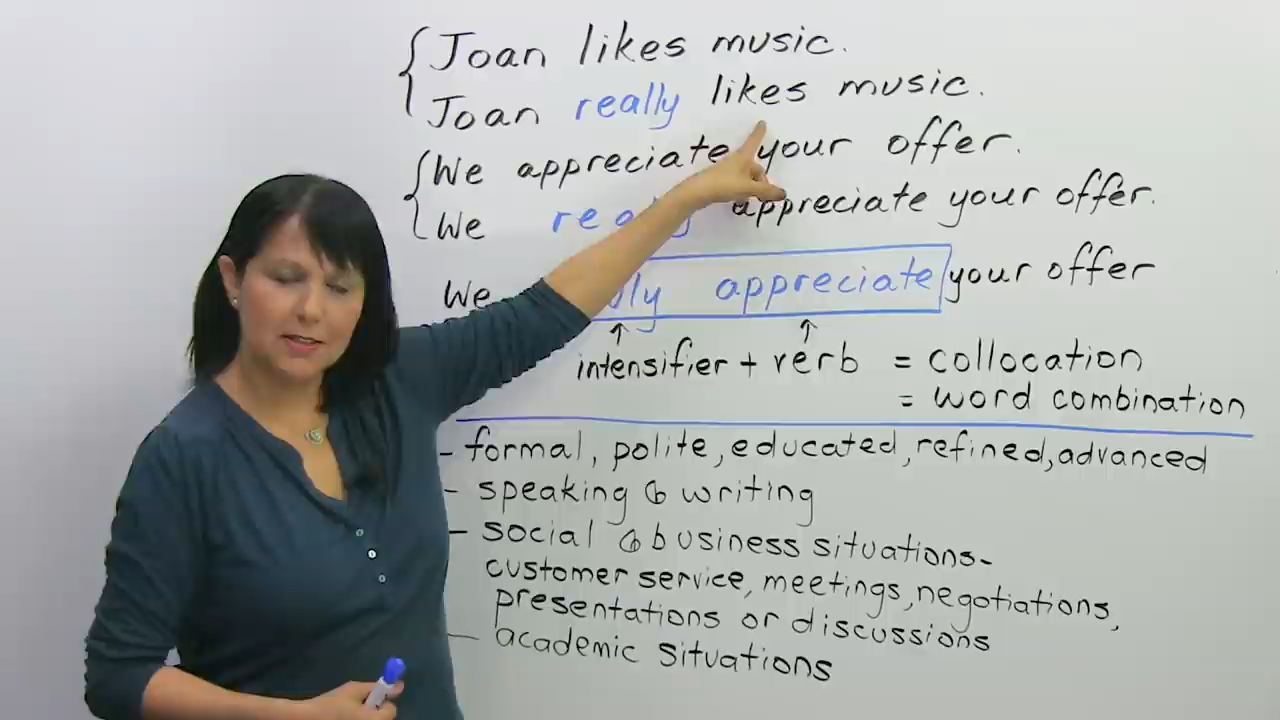 Joan likes music.
Joan really likes music.
We appreciate your offer.
We appreciate your offer.
We appreciate your offer
intensifier + verb = collocation
= word combination
- formal, polite, educated, refined, advanced
- speaking & writing
- social & business situations-
customer service, meetings, negotiations,
presentations or discussions
- academic situations